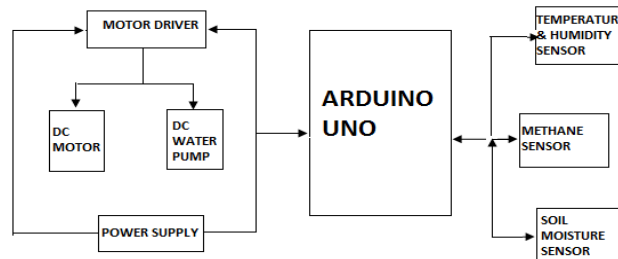 MOTOR DRIVER
DC
MOTOR
DC
WATER
PUMP
POWER SUPPLY
ARDUINO
UNO
TEMPERATUR
& HUMIDITY
SENSOR
METHANE
SENSOR
SOIL
MOISTURE
SENSOR